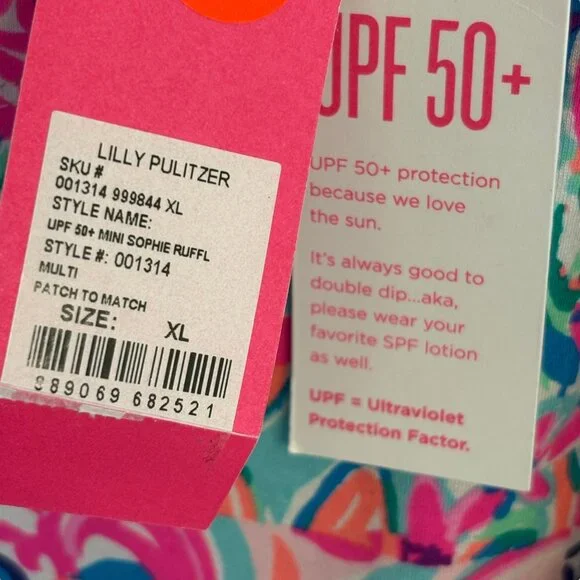 LILLY PULITZER
SKU #
001314 999844 XL
STYLE NAME:
UPF 50+ MINI SOPHIE RUFFL
STYLE #: 001314
MULTI
PATCH TO MATCH
SIZE: XL
889069 682521
UPF 50+
UPF 50+ protection
because we love
the sun.
It's always good to
double dip...aka,
please wear your
favorite SPF lotion
as well.
UPF = Ultraviolet
Protection Factor.